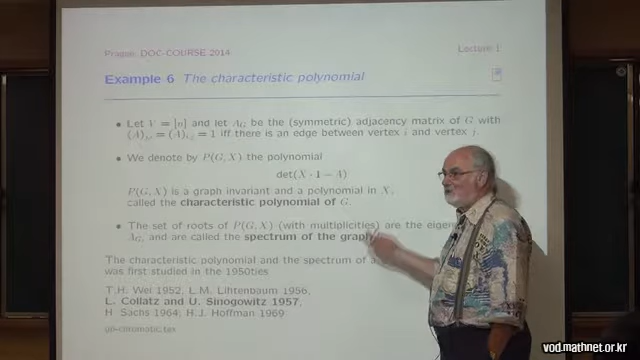 Prague: DOC-COURSE 2014
Lecture 1
Example 6 The characteristic polynomial
• Let V = [n] and let A_G be the (symmetric) adjacency matrix of G with
(A)_{i,j} = (A)_{j,i} = 1 iff there is an edge between vertex i and vertex j.
• We denote by P(G, X) the polynomial
det(X · 1 − A)
P(G, X) is a graph invariant and a polynomial in X,
called the characteristic polynomial of G.
• The set of roots of P(G, X) (with multiplicities) are the
A_G, and are called the spectrum of the graph
The characteristic polynomial and the spectrum of a
was first studied in the 1950ties
T.H. Wei 1952, L.M. Lihtenbaum 1956,
L. Collatz and U. Sinogowitz 1957,
H. Sachs 1964, H.J. Hoffman 1969
vod.mathnet.or.kr